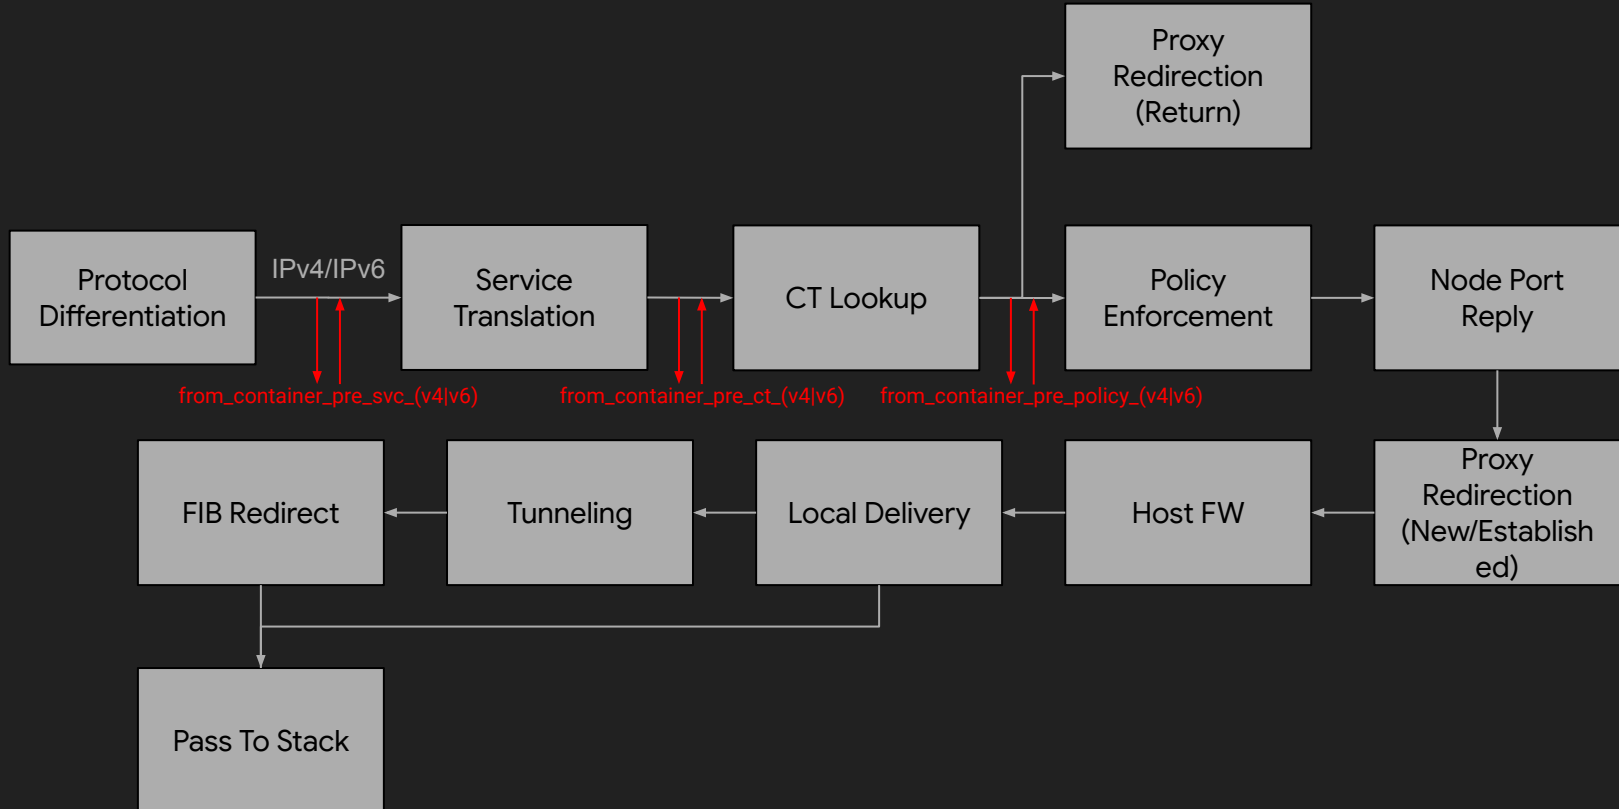 Proxy
Redirection
(Return)
Protocol
Differentiation
IPv4/IPv6
Service
Translation
CT Lookup
Policy
Enforcement
Node Port
Reply
from_container_pre_svc_(v4|v6)
from_container_pre_ct_(v4|v6)
from_container_pre_policy_(v4|v6)
FIB Redirect
Tunneling
Local Delivery
Host FW
Proxy
Redirection
(New/Establish
ed)
Pass To Stack